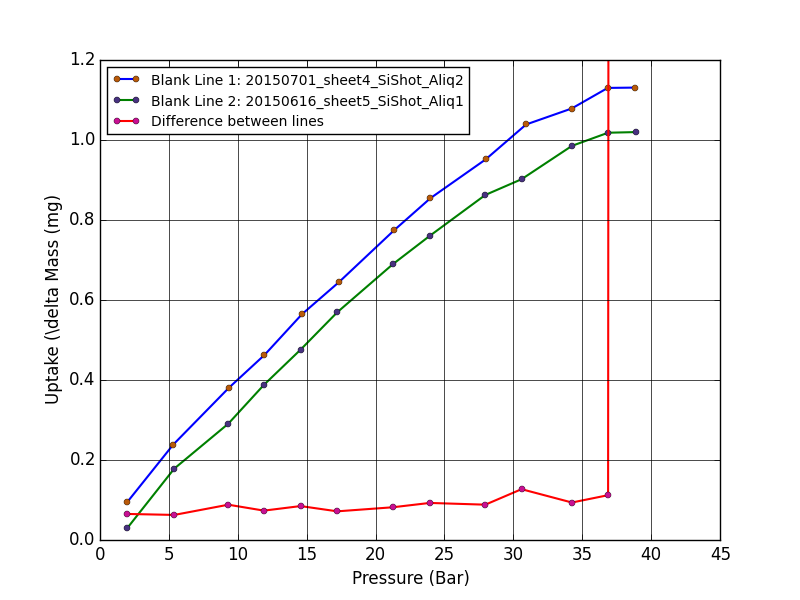 Blank Line 1: 20150701_sheet4_SiShot_Aliq2
Blank Line 2: 20150616_sheet5_SiShot_Aliq1
Difference between lines
Uptake (\delta Mass (mg)
1.2
1.0
0.8
0.6
0.4
0.2
0.0
0 5 10 15 20 25 30 35 40 45
Pressure (Bar)